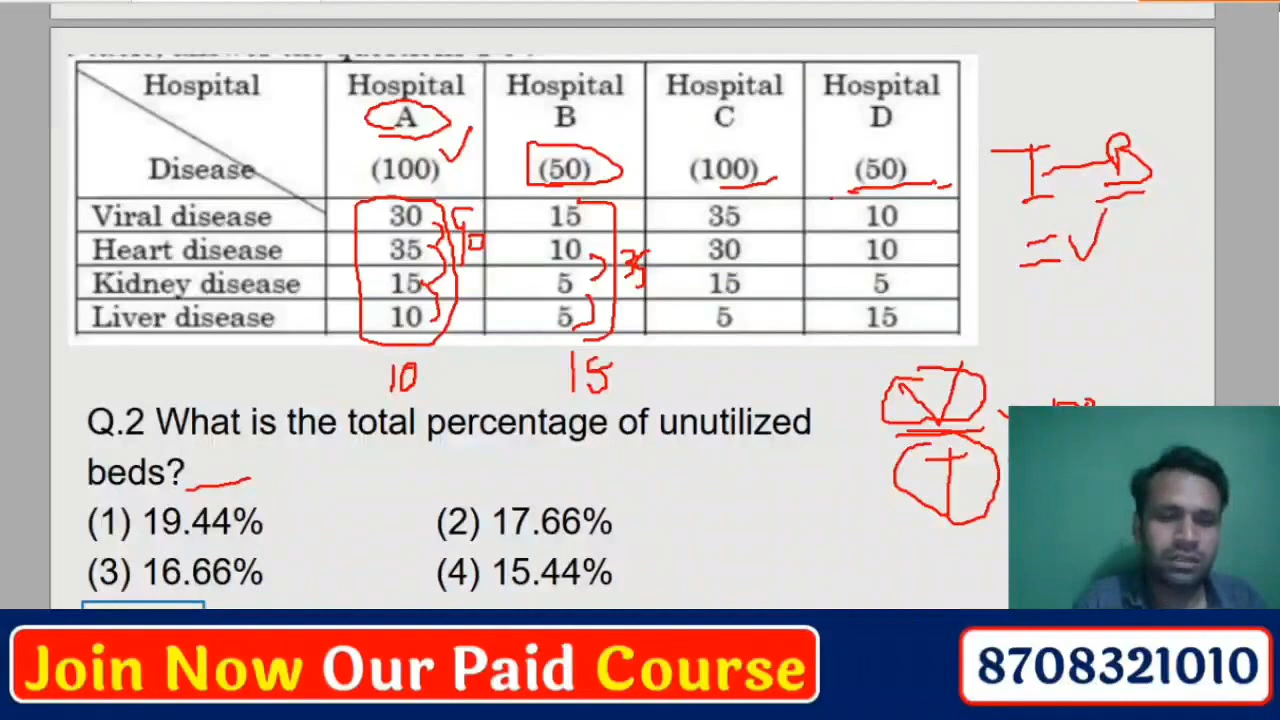 Hospital Hospital Hospital Hospital Hospital
A B C D
Disease (100) (50) (100) (50)
Viral disease 30 15 35 10
Heart disease 35 10 30 10
Kidney disease 15 5 15 5
Liver disease 10 5 5 15
10 15
35
Q.2 What is the total percentage of unutilized
beds?
(1) 19.44% (2) 17.66%
(3) 16.66% (4) 15.44%
Join Now Our Paid Course 8708321010